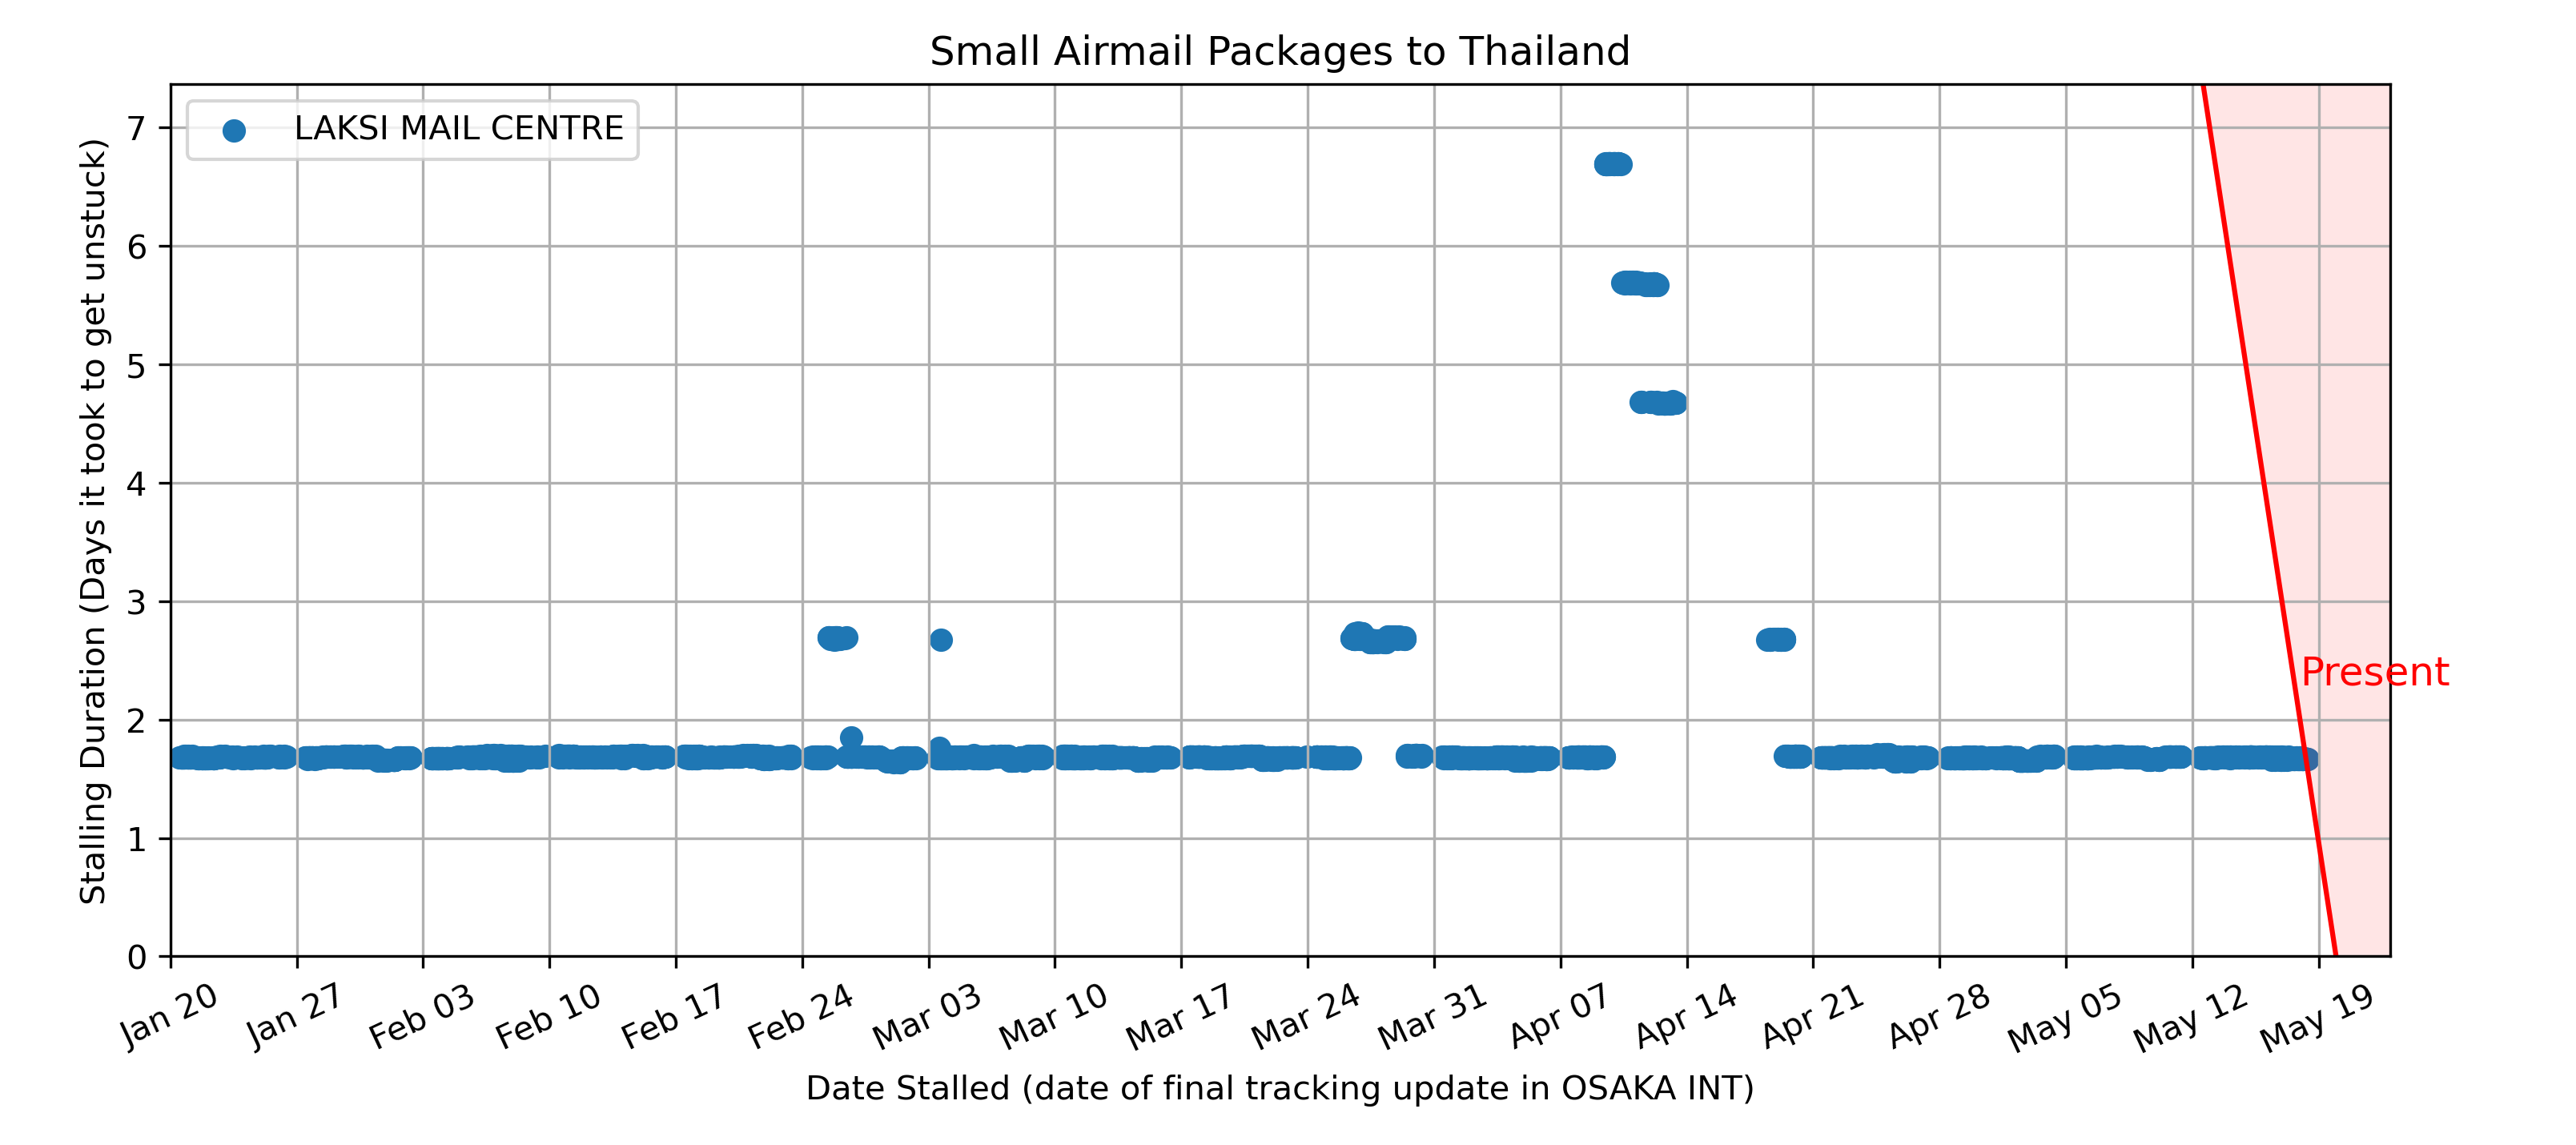 Small Airmail Packages to Thailand
LAKSI MAIL CENTRE
Stalling Duration (Days it took to get unstuck)
7
6
5
4
3
2
1
0
Present
Jan 20
Jan 27
Feb 03
Feb 10
Feb 17
Feb 24
Mar 03
Mar 10
Mar 17
Mar 24
Mar 31
Apr 07
Apr 14
Apr 21
Apr 28
May 05
May 12
May 19
Date Stalled (date of final tracking update in OSAKA INT)